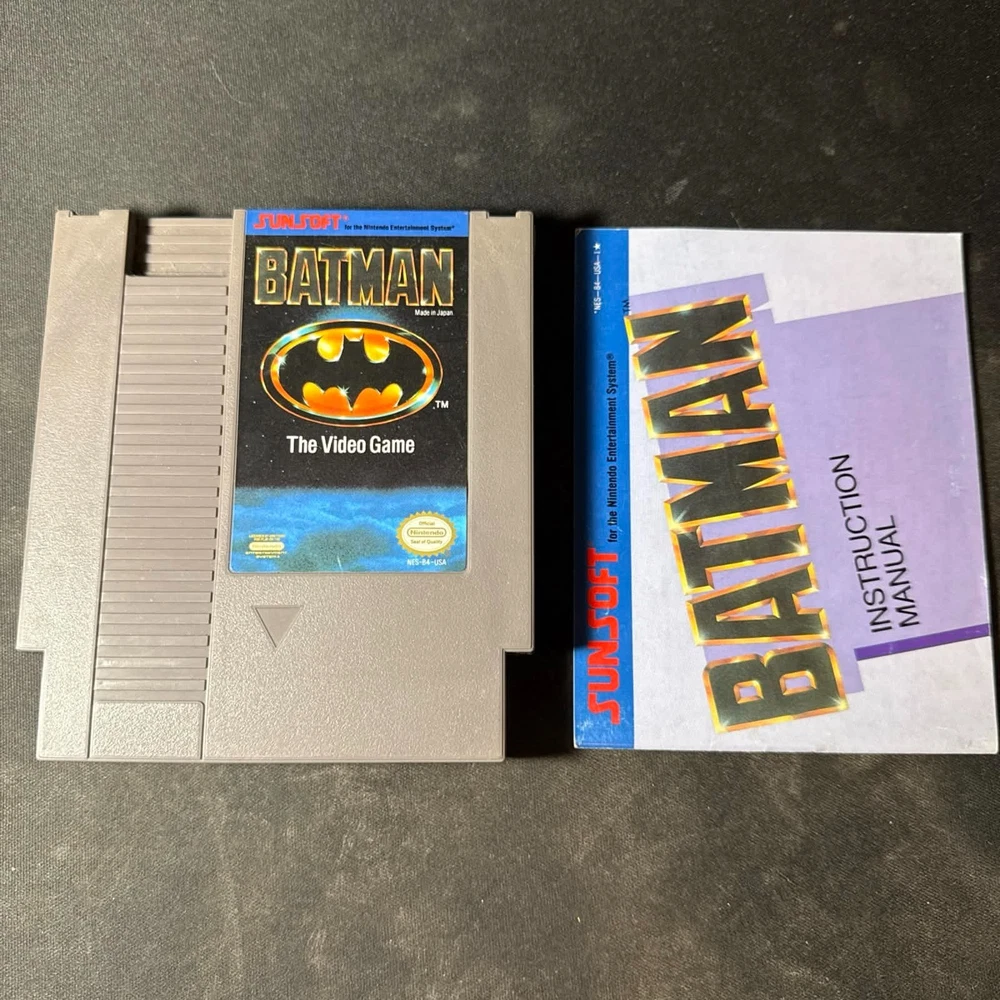 SUNSOFT® for the Nintendo Entertainment System®
BATMAN
Made in Japan
TM
The Video Game
Official
Nintendo
Seal of Quality
NES-B4-USA
*NES-B4-USA-1★
SUNSOFT for the Nintendo Entertainment System®
BATMAN™
INSTRUCTION
MANUAL